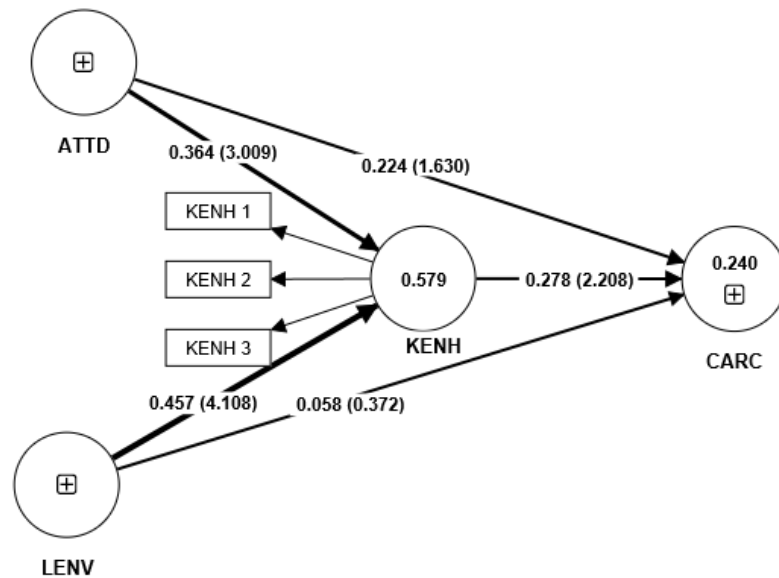 ATTD
0.364 (3.009)
0.224 (1.630)
KENH 1
KENH 2
KENH 3
0.579
KENH
0.278 (2.208)
0.240
CARC
0.457 (4.108)
0.058 (0.372)
LENV